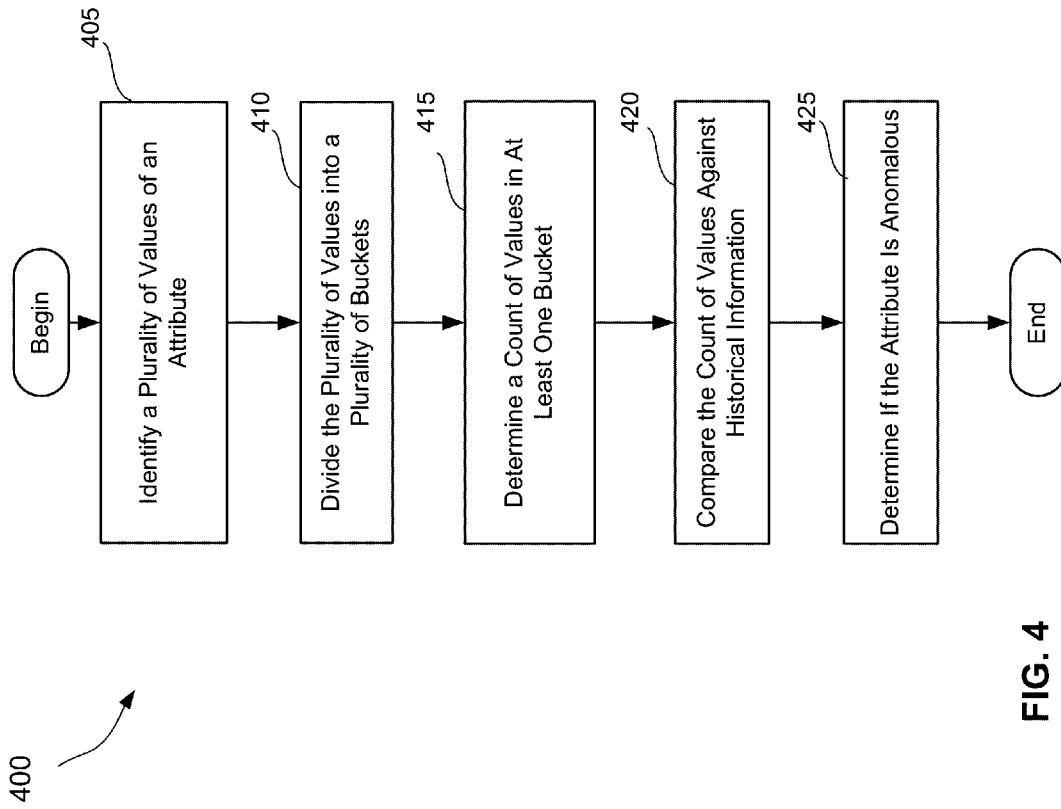 400
Begin
405
Identify a Plurality of Values of an
Attribute
410
Divide the Plurality of Values into a
Plurality of Buckets
415
Determine a Count of Values in At
Least One Bucket
420
Compare the Count of Values Against
Historical Information
425
Determine If the Attribute Is Anomalous
End
FIG. 4